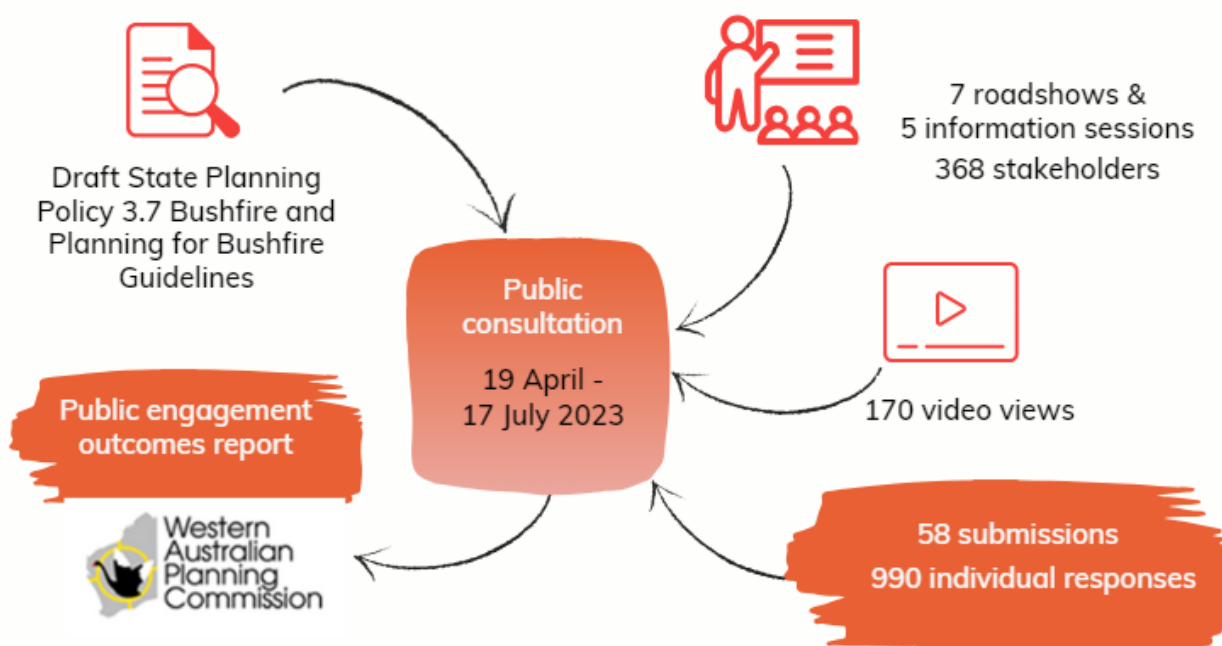 Draft State Planning
Policy 3.7 Bushfire and
Planning for Bushfire
Guidelines
7 roadshows &
5 information sessions
368 stakeholders
Public
consultation
19 April -
17 July 2023
170 video views
58 submissions
990 individual responses
Public engagement
outcomes report
Western
Australian
Planning
Commission